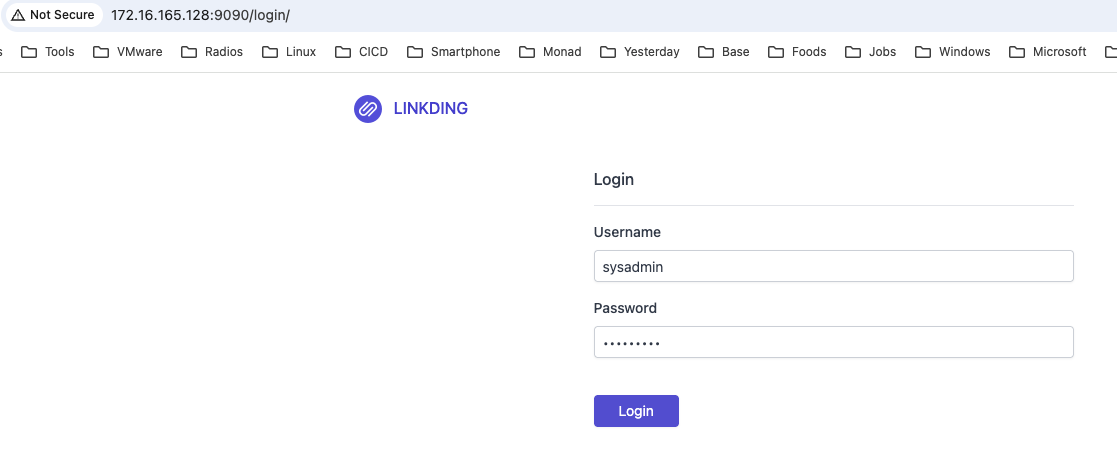 Not Secure 172.16.165.128:9090/login/
s Tools VMware Radios Linux CICD Smartphone Monad Yesterday Base Foods Jobs Windows Microsoft
LINKDING
Login
Username
sysadmin
Password
•••••••••
Login